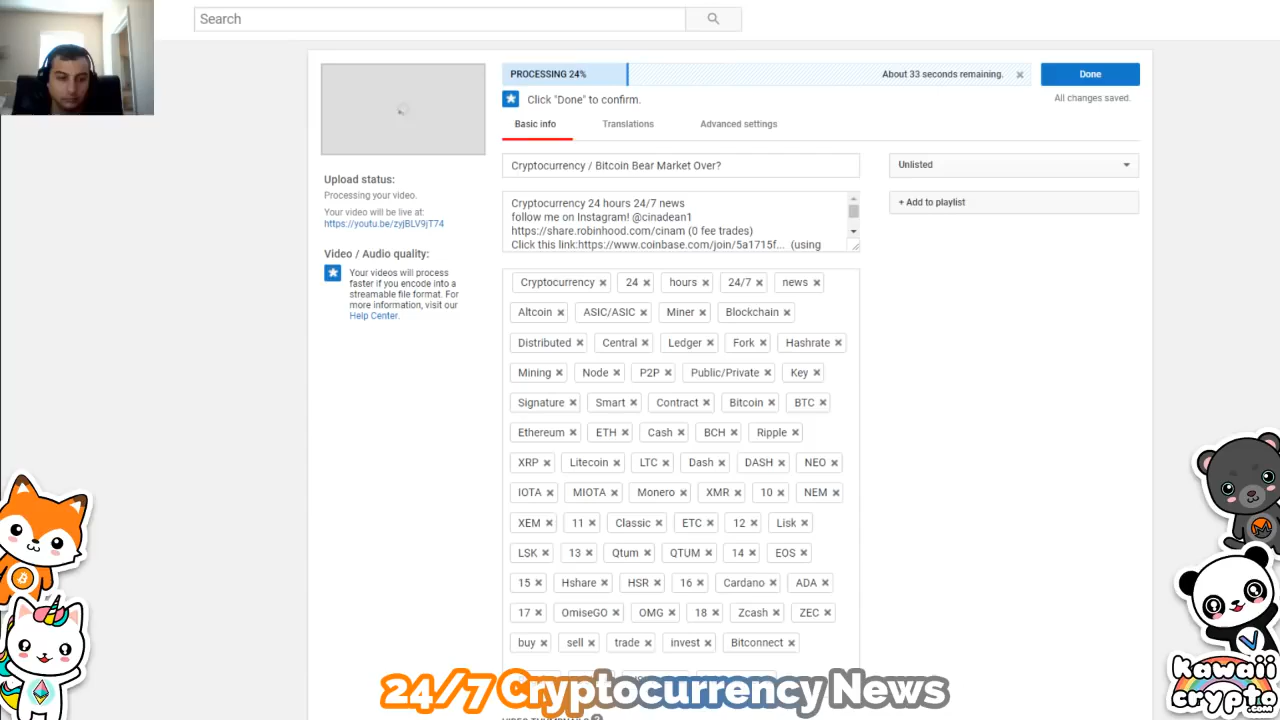 Search
PROCESSING 24%
About 33 seconds remaining.
Done
Click "Done" to confirm.
All changes saved.
Basic info
Translations
Advanced settings
Cryptocurrency / Bitcoin Bear Market Over?
Unlisted
Cryptocurrency 24 hours 24/7 news
follow me on Instagram! @cinadean1
https://share.robinhood.com/cinam (0 fee trades)
Click this link:https://www.coinbase.com/join/5a1715f... (using
+ Add to playlist
Upload status:
Processing your video.
Your video will be live at:
https://youtu.be/zyjBLV9jT74
Video / Audio quality:
Your videos will process
faster if you encode into a
streamable file format. For
more information, visit our
Help Center.
Cryptocurrency 24 hours 24/7 news
Altcoin ASIC/ASIC Miner Blockchain
Distributed Central Ledger Fork Hashrate
Mining Node P2P Public/Private Key
Signature Smart Contract Bitcoin BTC
Ethereum ETH Cash BCH Ripple
XRP Litecoin LTC Dash DASH NEO
IOTA MIOTA Monero XMR 10 NEM
XEM 11 Classic ETC 12 Lisk
LSK 13 Qtum QTUM 14 EOS
15 Hshare HSR 16 Cardano ADA
17 OmiseGO OMG 18 Zcash ZEC
buy sell trade invest Bitconnect
24/7 Cryptocurrency News
kawaii
crypto
.com